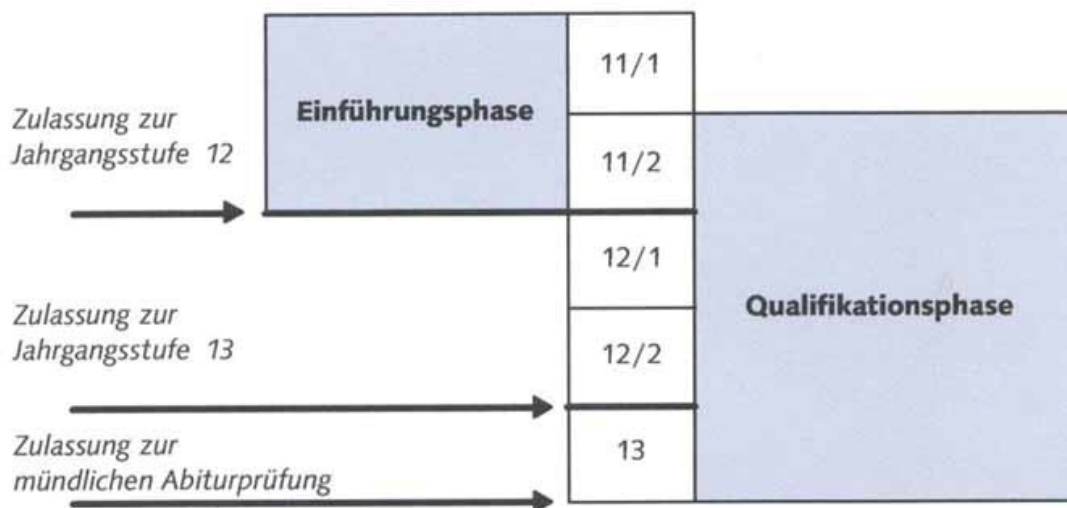 11/1
Einführungsphase
Zulassung zur
Jahrgangsstufe 12
11/2
12/1
Qualifikationsphase
Zulassung zur
Jahrgangsstufe 13
12/2
Zulassung zur
mündlichen Abiturprüfung
13